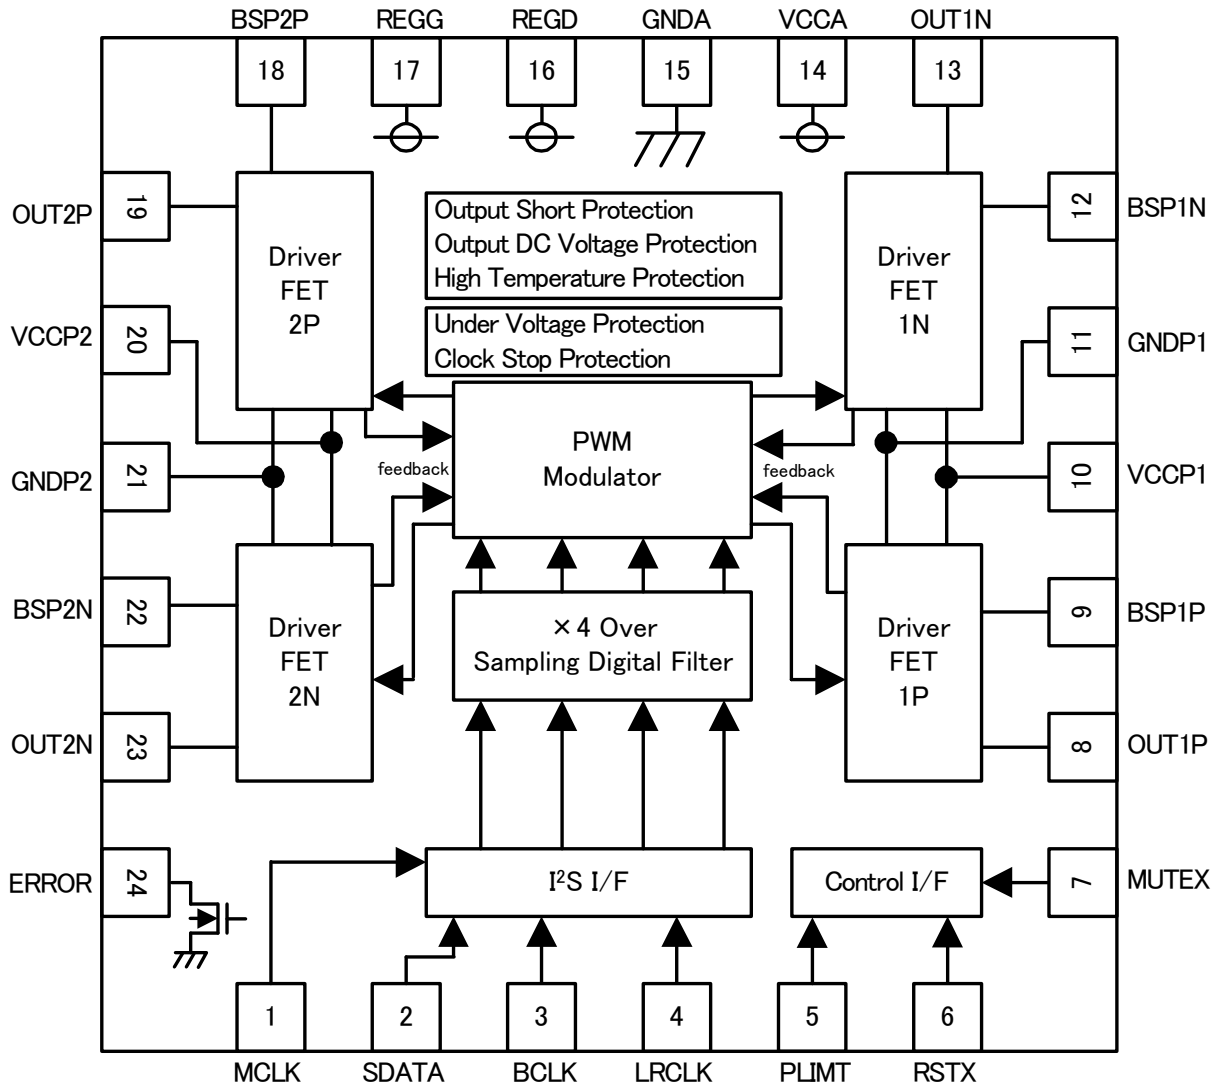 BSP2P REGG REGD GNDA VCCA OUT1N
18 17 16 15 14 13
OUT2P 19
12 BSP1N
Output Short Protection
Output DC Voltage Protection
High Temperature Protection
Driver
FET
2P
Driver
FET
1N
VCCP2 20
11 GNDP1
Under Voltage Protection
Clock Stop Protection
PWM
Modulator
feedback
feedback
GNDP2 21
10 VCCP1
BSP2N 22
9 BSP1P
Driver
FET
2N
×4 Over
Sampling Digital Filter
Driver
FET
1P
OUT2N 23
8 OUT1P
ERROR 24
I²S I/F
Control I/F
7 MUTEX
1 2 3 4 5 6
MCLK SDATA BCLK LRCLK PLIMT RSTX